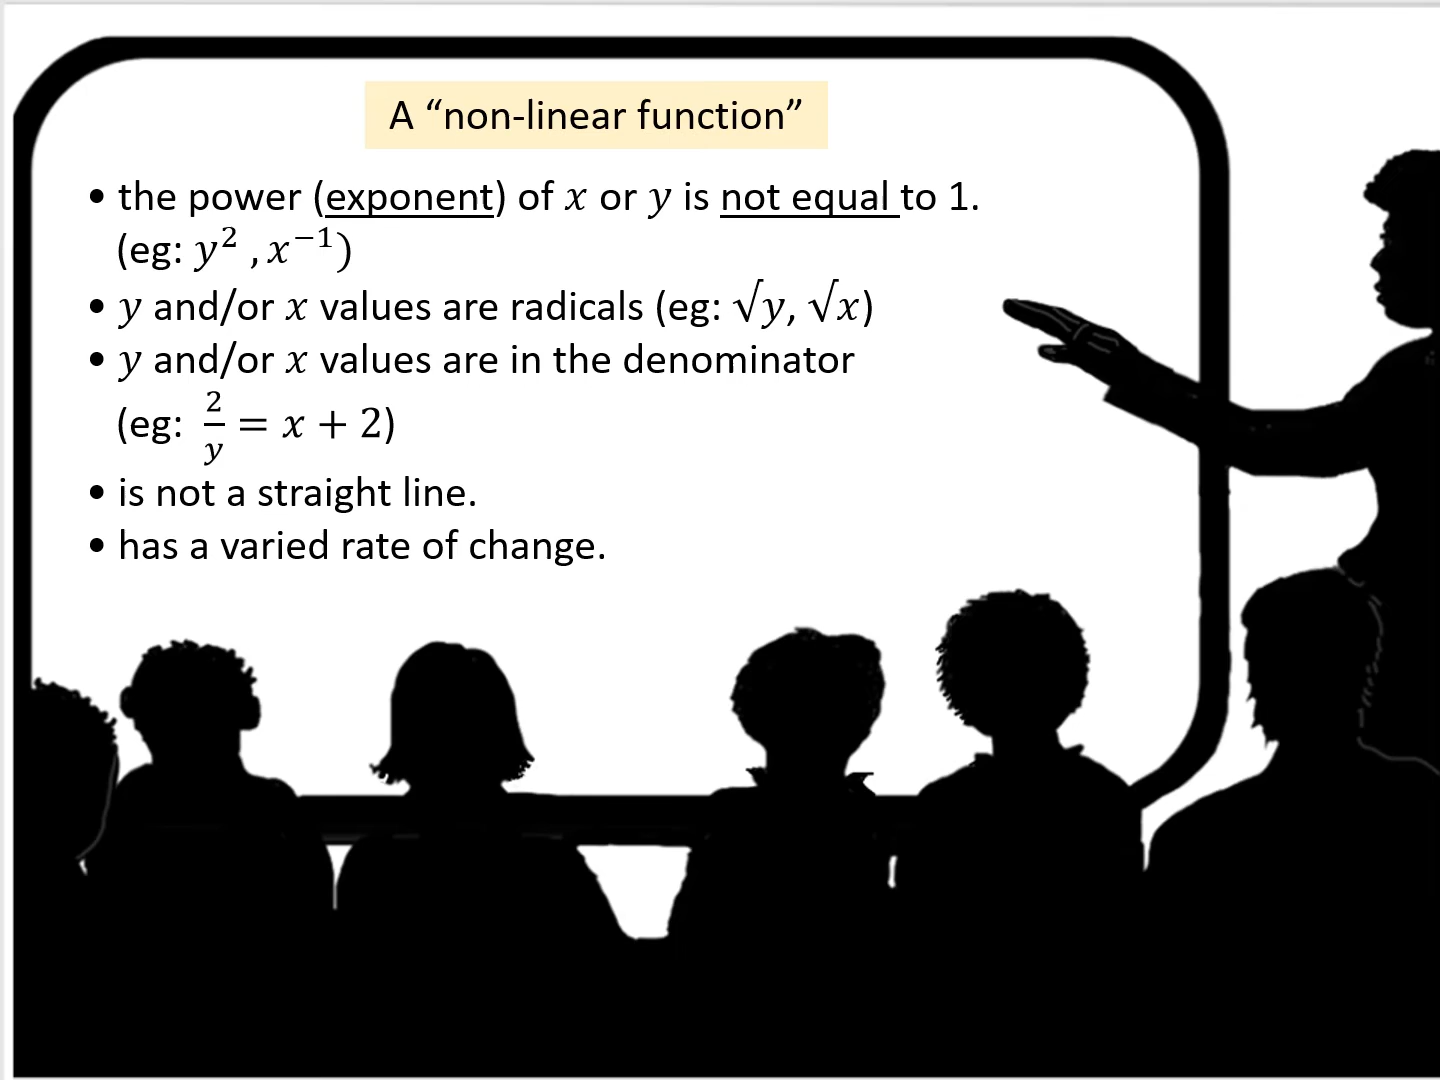 A “non-linear function”
• the power (exponent) of x or y is not equal to 1.
(eg: y² , x⁻¹)
• y and/or x values are radicals (eg: √y, √x)
• y and/or x values are in the denominator
(eg: 2/y = x + 2)
• is not a straight line.
• has a varied rate of change.